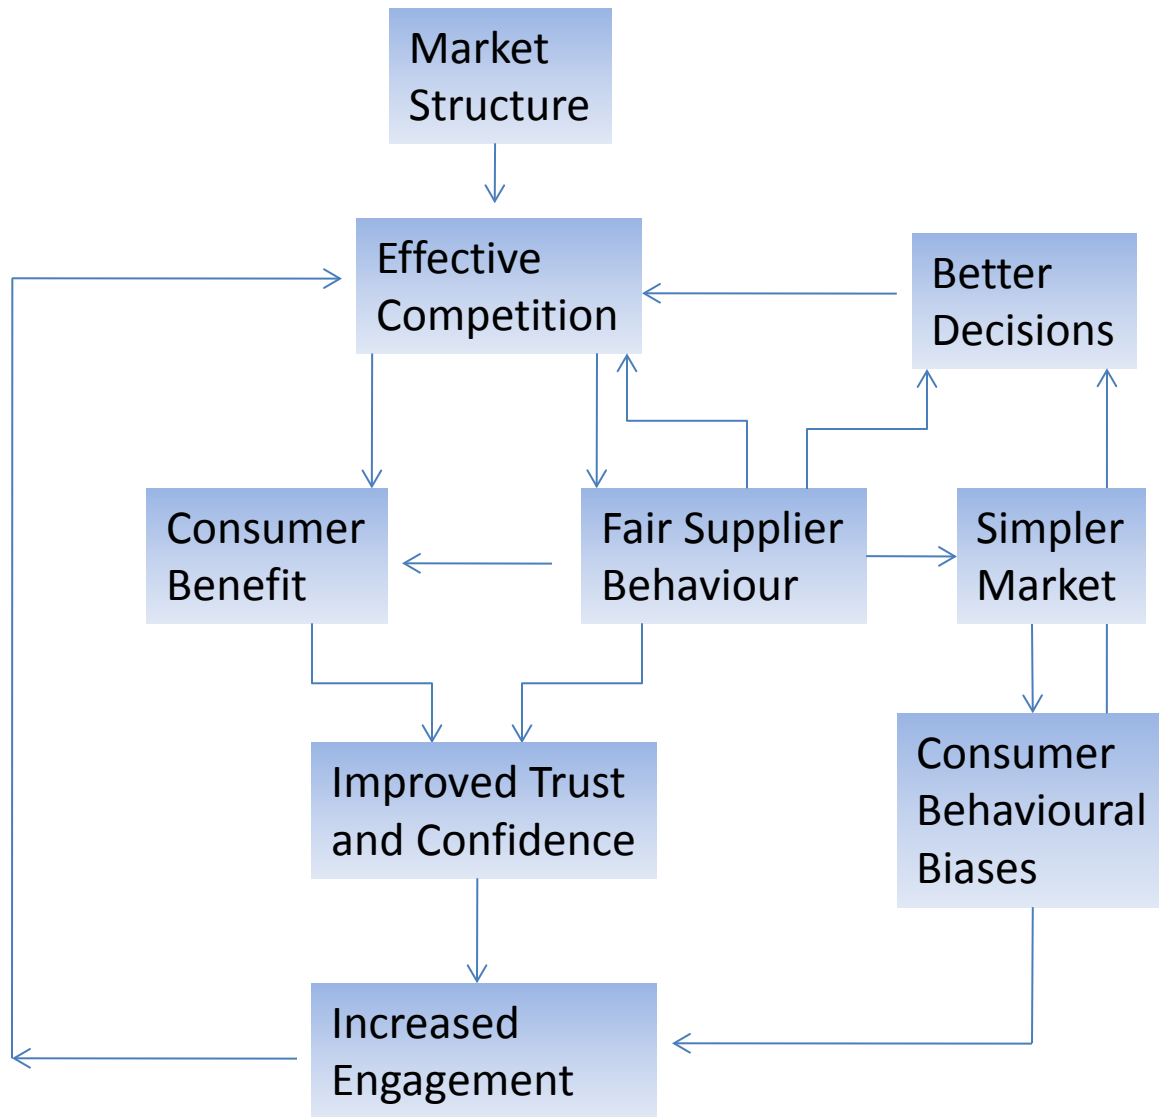 Market
Structure
Effective
Competition
Better
Decisions
Consumer
Benefit
Fair Supplier
Behaviour
Simpler
Market
Improved Trust
and Confidence
Consumer
Behavioural
Biases
Increased
Engagement